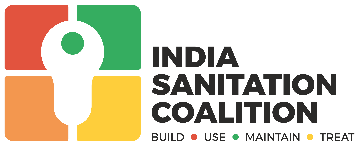 INDIA
SANITATION
COALITION
BUILD • USE • MAINTAIN • TREAT